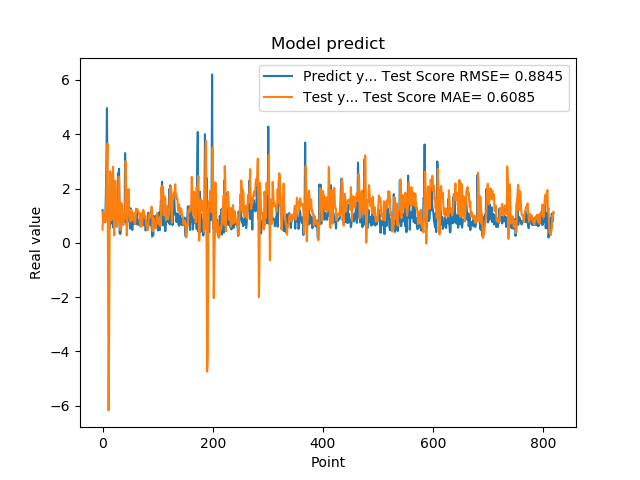 Model predict
Predict y... Test Score RMSE= 0.8845
Test y... Test Score MAE= 0.6085
6
4
2
0
−2
−4
−6
Real value
0 200 400 600 800
Point